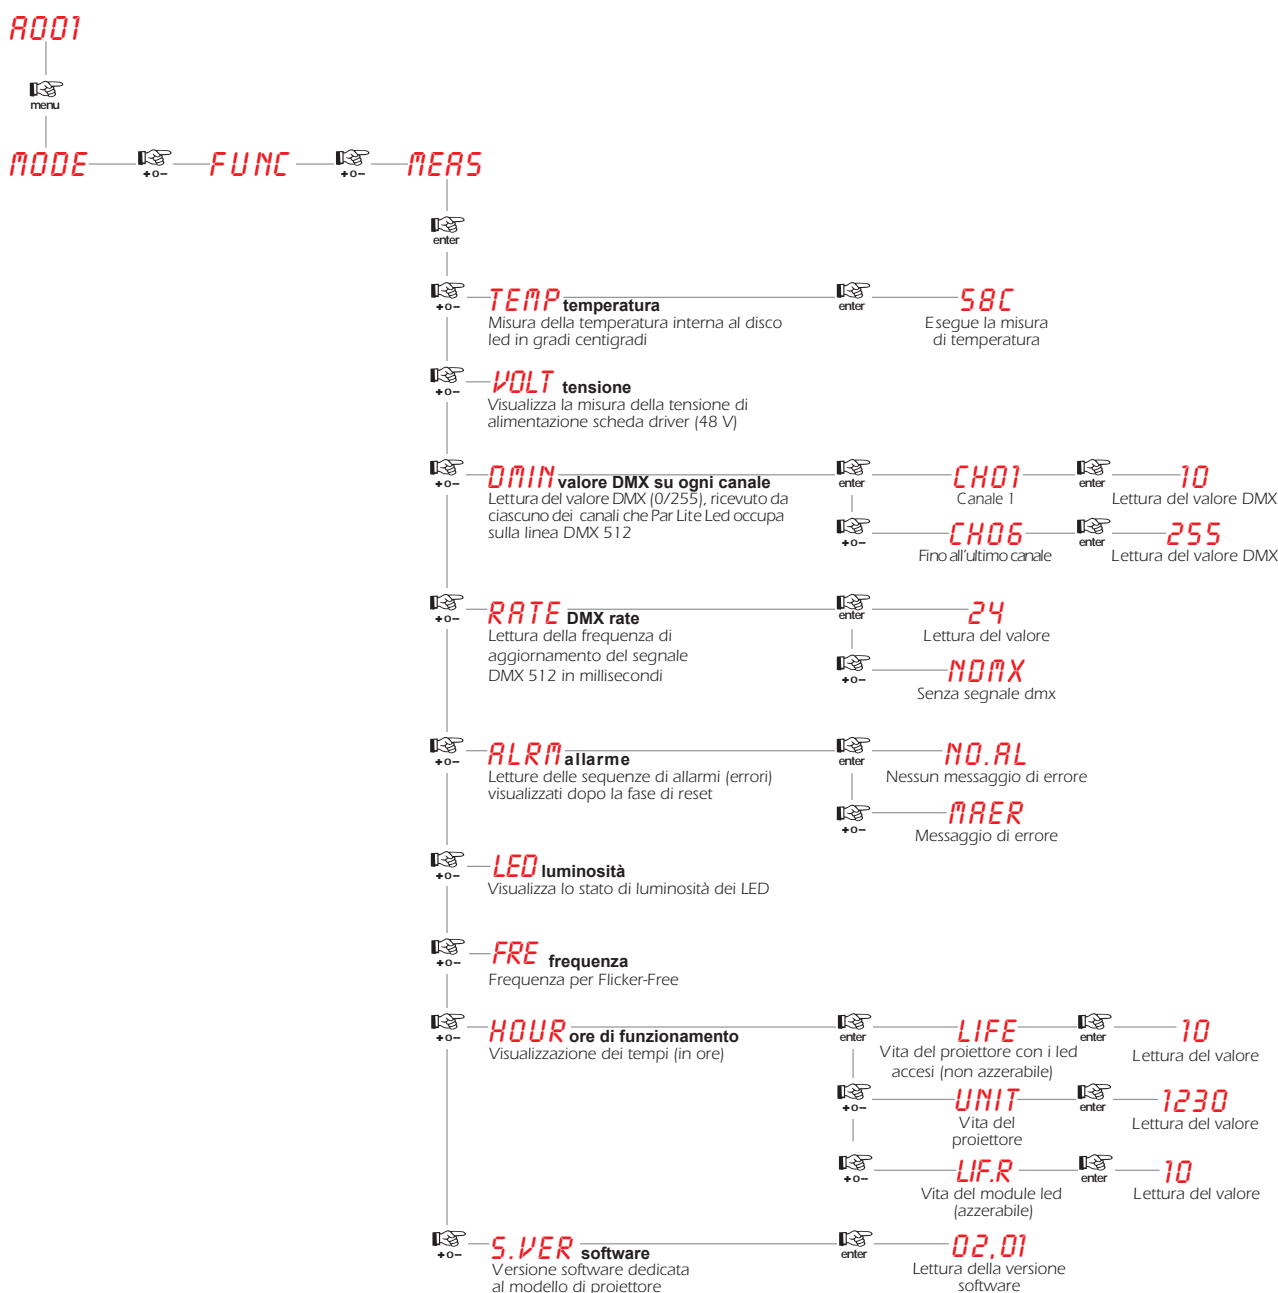 A001
menu
MODE +o- FUNC +o- MEAS
enter
+o- TEMP temperatura enter 58C
Misura della temperatura interna al disco
led in gradi centigradi
Esegue la misura
di temperatura
+o- VOLT tensione
Visualizza la misura della tensione di
alimentazione scheda driver (48 V)
+o- DMIN valore DMX su ogni canale enter CH01 enter 10
Lettura del valore DMX (0/255), ricevuto da
ciascuno dei canali che Par Lite Led occupa
sulla linea DMX 512
Canale 1
Lettura del valore DMX
+o- CH06 enter 255
Fino all'ultimo canale
Lettura del valore DMX
+o- RATE DMX rate enter 24
Lettura della frequenza di
aggiornamento del segnale
DMX 512 in millisecondi
Lettura del valore
+o- NDMX
Senza segnale dmx
+o- ALRM allarme enter NO.AL
Letture delle sequenze di allarmi (errori)
visualizzati dopo la fase di reset
Nessun messaggio di errore
+o- MAER
Messaggio di errore
+o- LED luminosità
Visualizza lo stato di luminosità dei LED
+o- FRE frequenza
Frequenza per Flicker-Free
+o- HOUR ore di funzionamento enter LIFE enter 10
Visualizzazione dei tempi (in ore)
Vita del proiettore con i led
accesi (non azzerabile)
Lettura del valore
+o- UNIT enter 1230
Vita del
proiettore
Lettura del valore
+o- LIF.R enter 10
Vita del module led
(azzerabile)
Lettura del valore
+o- S.VER software enter 02,01
Versione software dedicata
al modello di proiettore
Lettura della versione
software